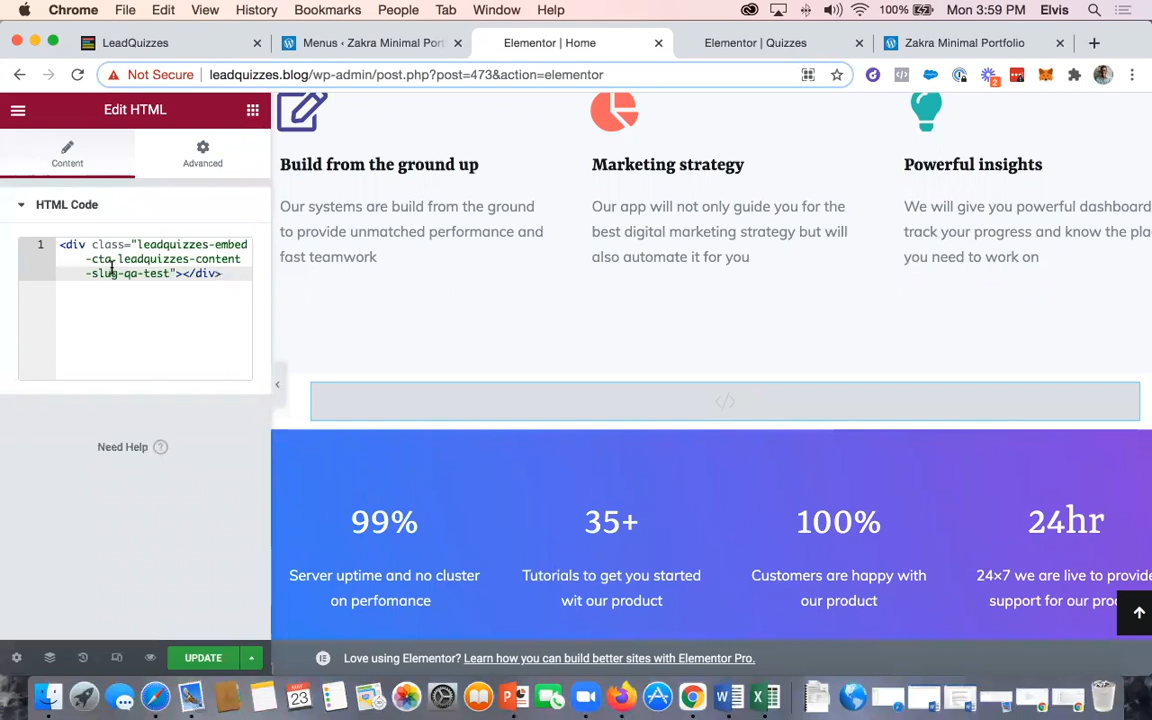 Chrome File Edit View History Bookmarks People Tab Window Help 100% Mon 3:59 PM Elvis
LeadQuizzes
Menus ‹ Zakra Minimal Port
Elementor | Home
Elementor | Quizzes
Zakra Minimal Portfolio
Not Secure leadquizzes.blog/wp-admin/post.php?post=473&action=elementor
2
Edit HTML
Content
Advanced
HTML Code
1 <div class="leadquizzes-embed
-cta leadquizzes-content
-slug-qa-test"></div>
Need Help ?
UPDATE
Build from the ground up
Our systems are build from the ground
to provide unmatched performance and
fast teamwork
Marketing strategy
Our app will not only guide you for the
best digital marketing strategy but will
also automate it for you
Powerful insights
We will give you powerful dashboard
track your progress and know the pla
you need to work on
</>
99%
Server uptime and no cluster
on perfomance
35+
Tutorials to get you started
wit our product
100%
Customers are happy with
our product
24hr
24×7 we are live to provide
support for our pro
Love using Elementor? Learn how you can build better sites with Elementor Pro.